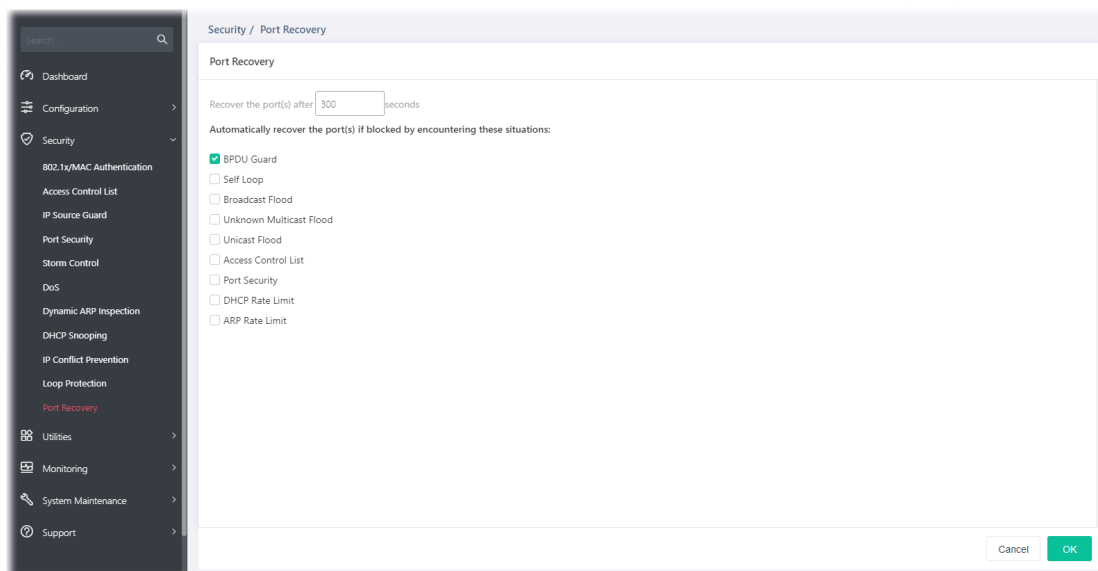 Search...
Dashboard
Configuration
Security
802.1x/MAC Authentication
Access Control List
IP Source Guard
Port Security
Storm Control
DoS
Dynamic ARP Inspection
DHCP Snooping
IP Conflict Prevention
Loop Protection
Port Recovery
Utilities
Monitoring
System Maintenance
Support
Security / Port Recovery
Port Recovery
Recover the port(s) after 300 seconds
Automatically recover the port(s) if blocked by encountering these situations:
BPDU Guard
Self Loop
Broadcast Flood
Unknown Multicast Flood
Unicast Flood
Access Control List
Port Security
DHCP Rate Limit
ARP Rate Limit
Cancel OK